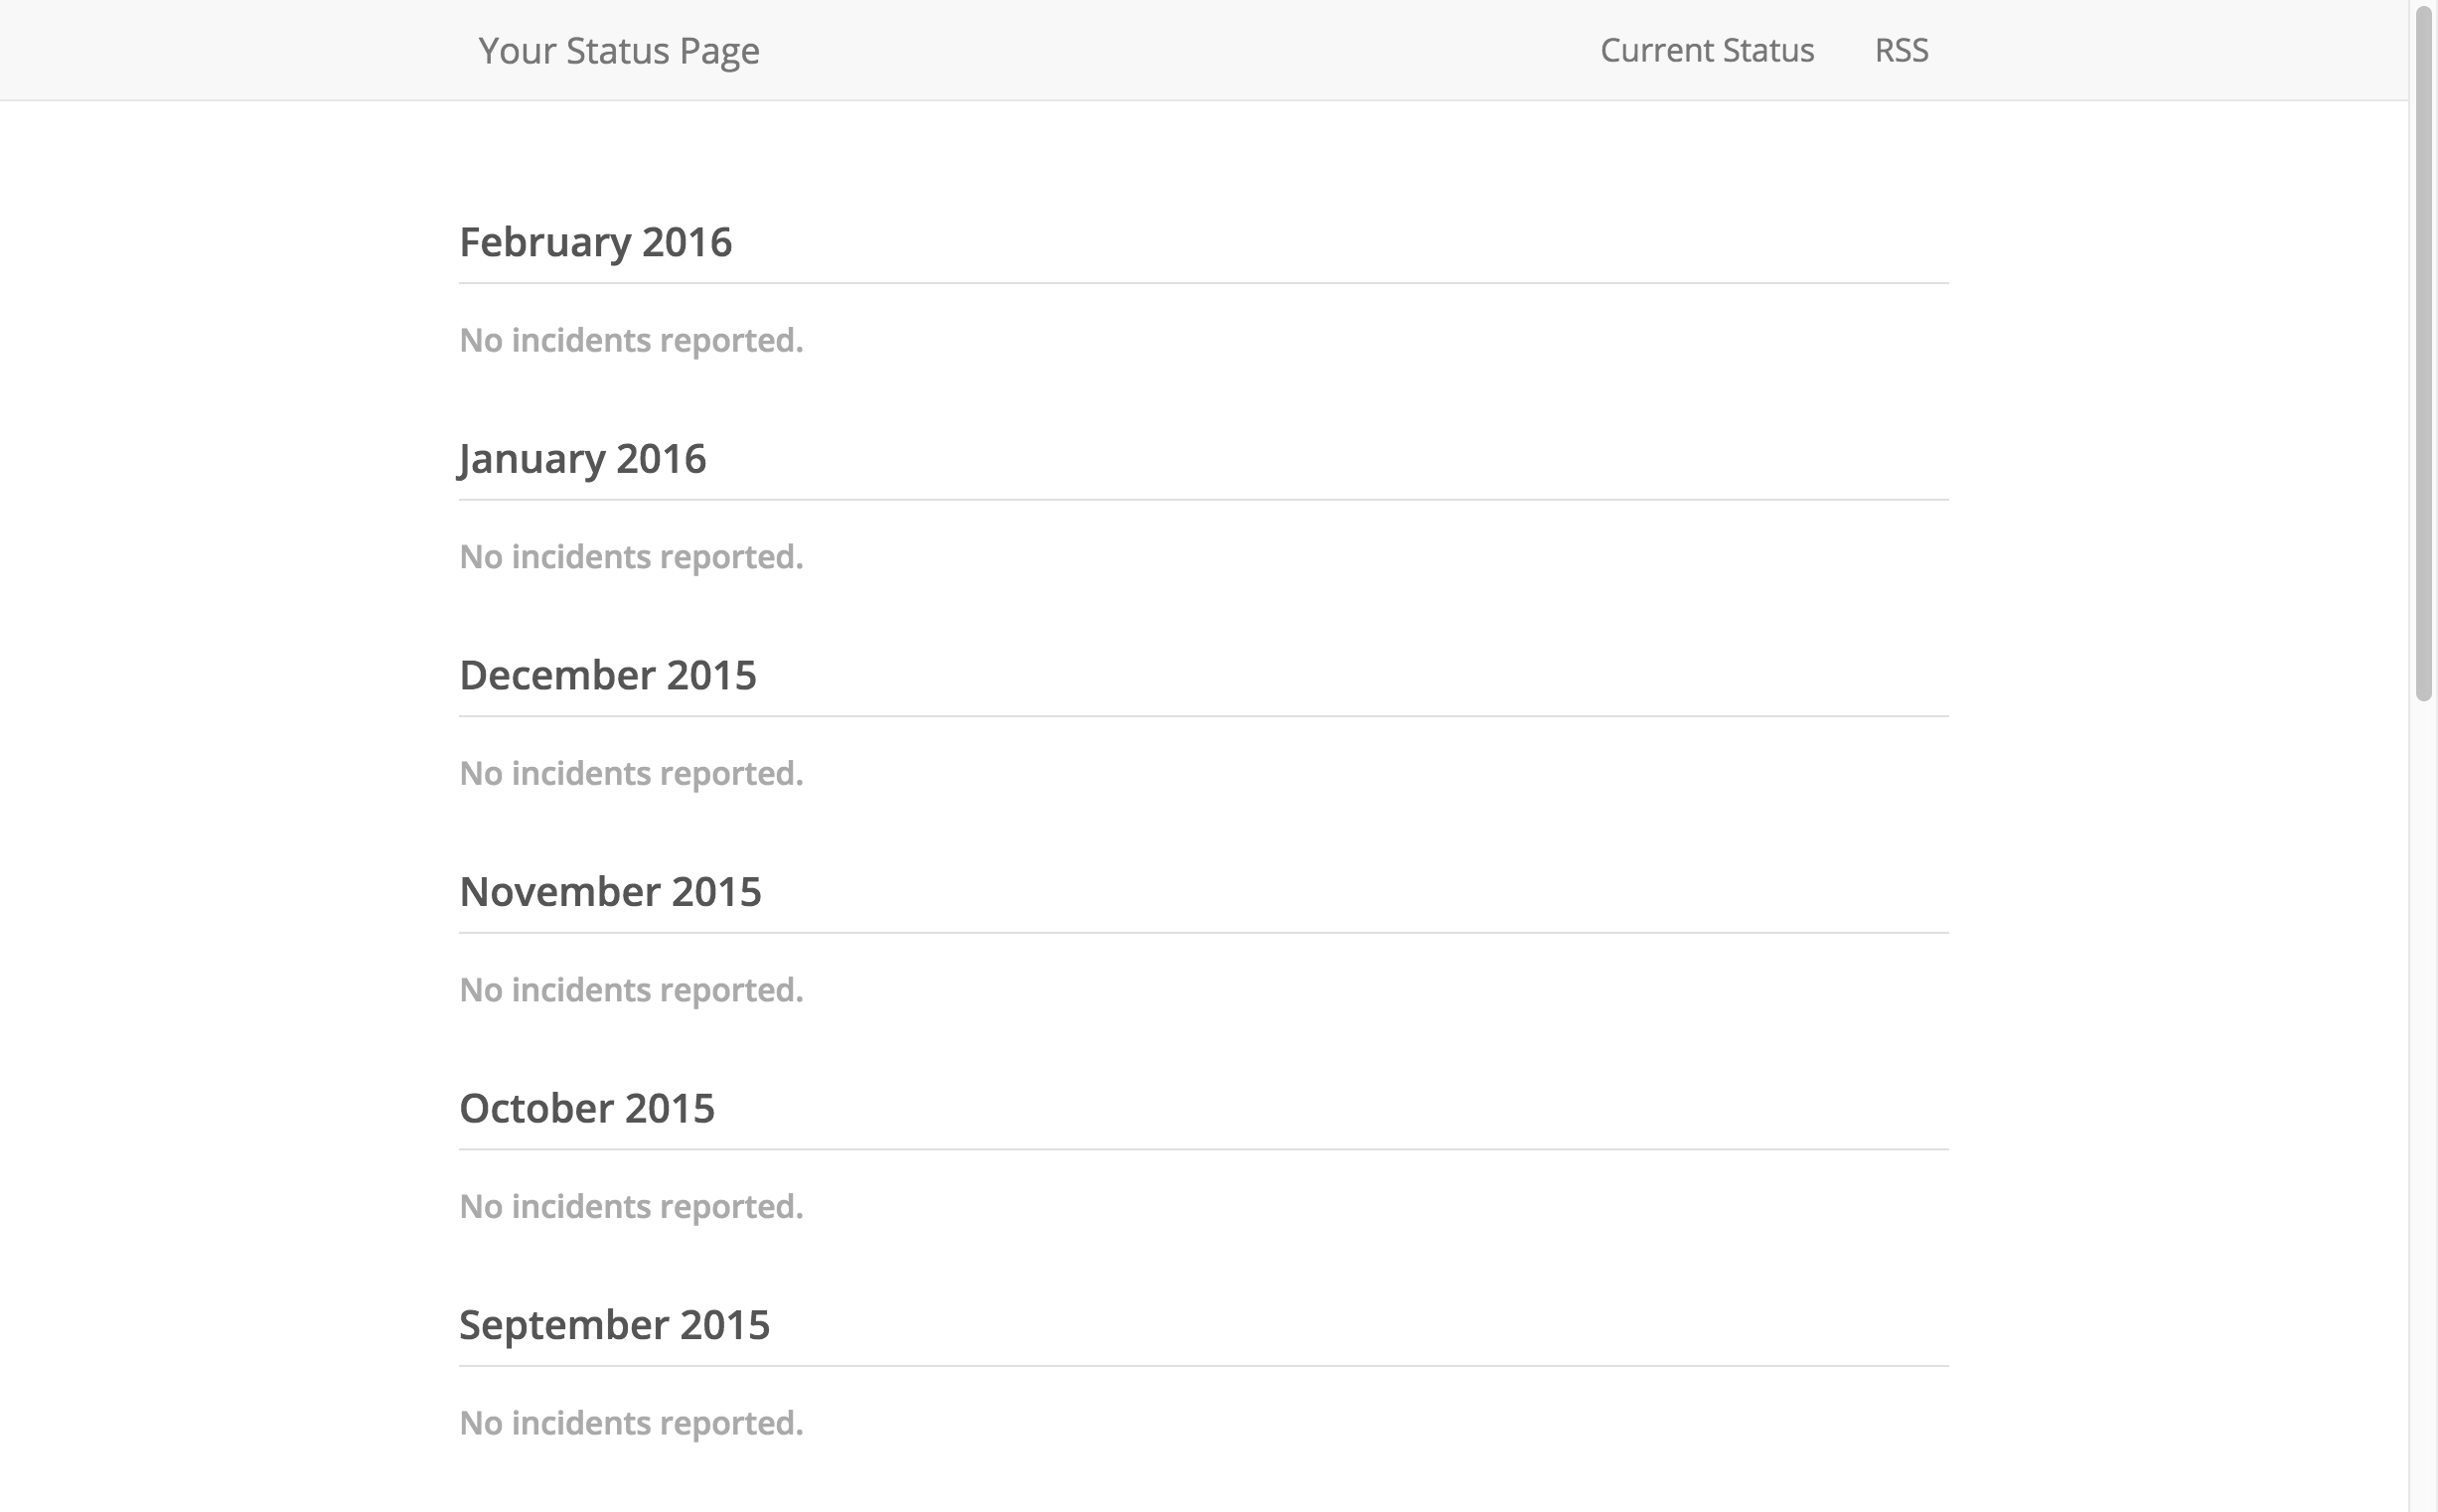 Your Status Page
Current Status
RSS
February 2016
No incidents reported.
January 2016
No incidents reported.
December 2015
No incidents reported.
November 2015
No incidents reported.
October 2015
No incidents reported.
September 2015
No incidents reported.